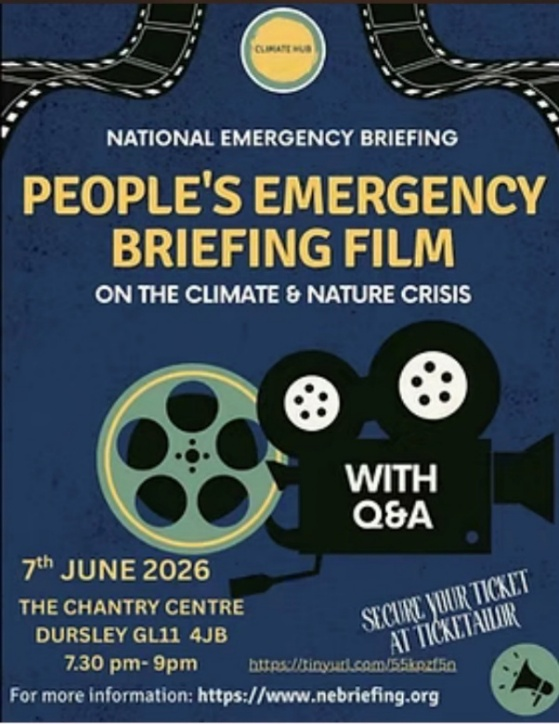 CLIMATE HUB
NATIONAL EMERGENCY BRIEFING
PEOPLE'S EMERGENCY
BRIEFING FILM
ON THE CLIMATE & NATURE CRISIS
WITH
Q&A
7th JUNE 2026
THE CHANTRY CENTRE
DURSLEY GL11 4JB
7.30 pm- 9pm
SECURE YOUR TICKET
AT TICKETAILOR
https://tinyurl.com/55kpzf5n
For more information: https://www.nebriefing.org